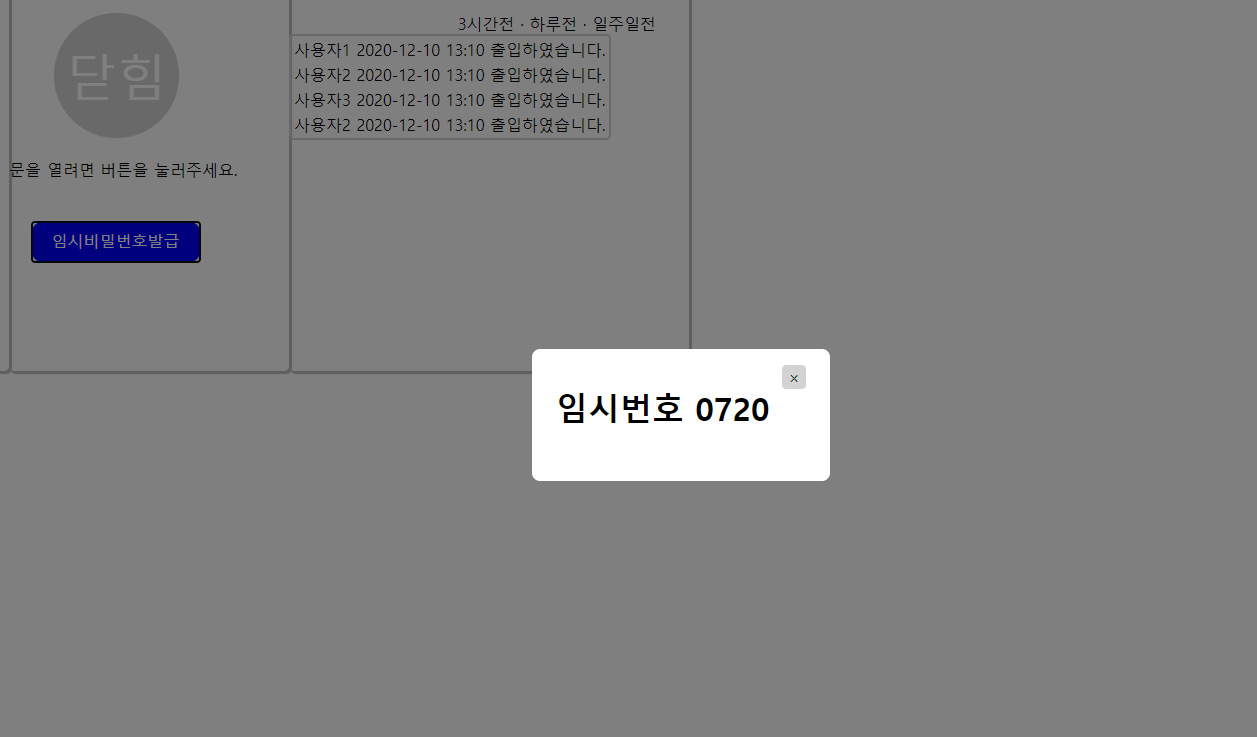 닫힘
문을 열려면 버튼을 눌러주세요.
임시비밀번호발급
3시간전 · 하루전 · 일주일전
사용자1 2020-12-10 13:10 출입하였습니다.
사용자2 2020-12-10 13:10 출입하였습니다.
사용자3 2020-12-10 13:10 출입하였습니다.
사용자2 2020-12-10 13:10 출입하였습니다.
×
임시번호 0720